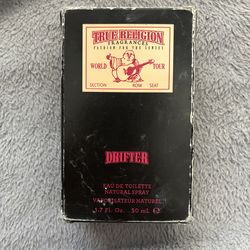 TRUE RELIGION
FRAGRANCES
FASHION FOR THE SENSES
WORLD TOUR
SECTION ROW SEAT
DRIFTER
EAU DE TOILETTE
NATURAL SPRAY
VAPORISATEUR NATUREL
1.7 Fl. Oz. 50 mL ℮